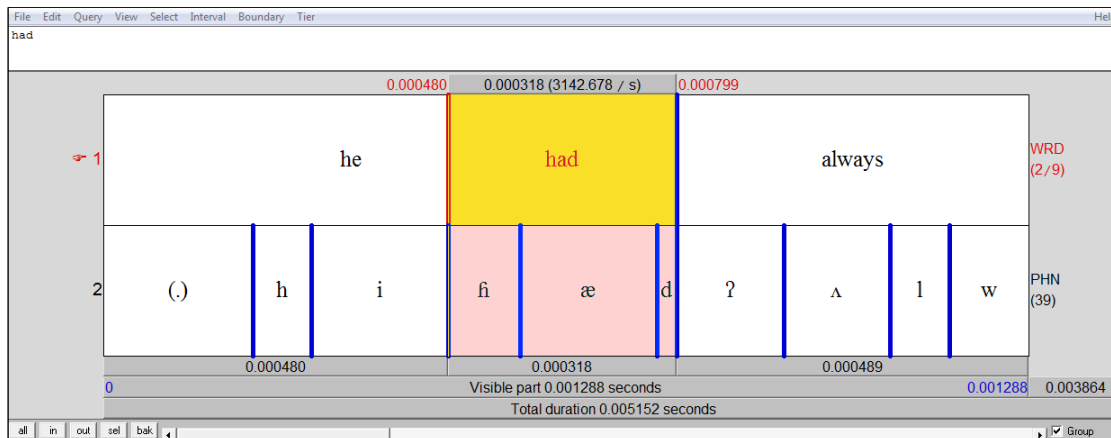 File Edit Query View Select Interval Boundary Tier Hel
had
0.000480 0.000318 (3142.678 / s) 0.000799
☞ 1 he had always WRD
(2/9)
2 (.) h i ɦ æ d ʔ ʌ l w PHN
(39)
0.000480 0.000318 0.000489
0 Visible part 0.001288 seconds 0.001288 0.003864
Total duration 0.005152 seconds
all in out sel bak Group